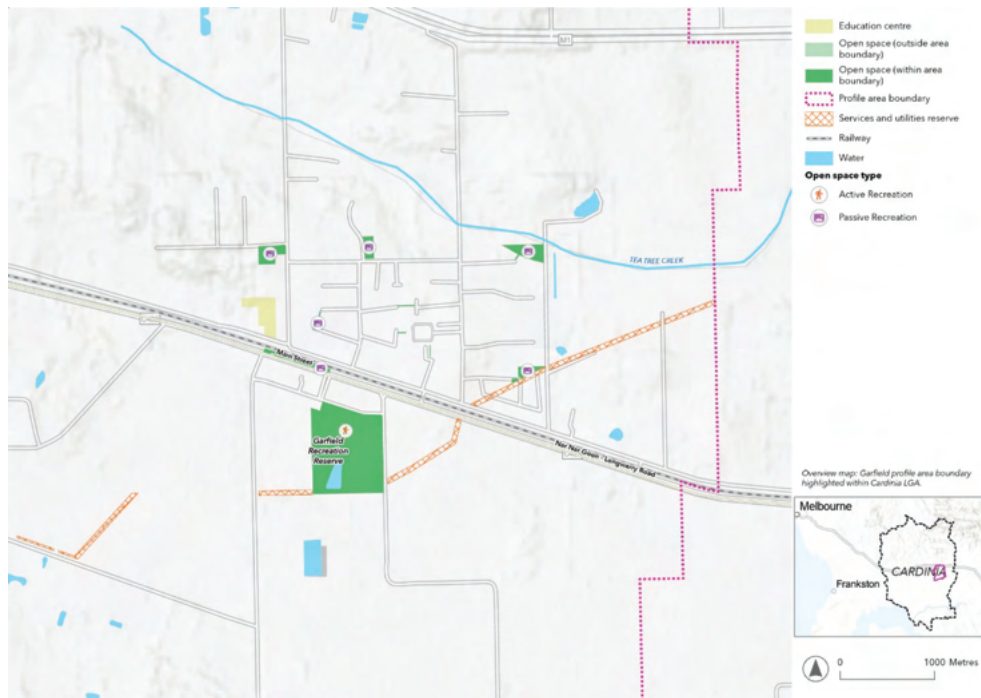 M1
TEA TREE CREEK
Main Street
Garfield
Recreation
Reserve
Nar Nar Goon - Longwarry Road
Education centre
Open space (outside area
boundary)
Open space (within area
boundary)
Profile area boundary
Services and utilities reserve
Railway
Water
Open space type
Active Recreation
Passive Recreation
Overview map: Garfield profile area boundary
highlighted within Cardinia LGA.
Melbourne
CARDINIA
Frankston
0
1000 Metres